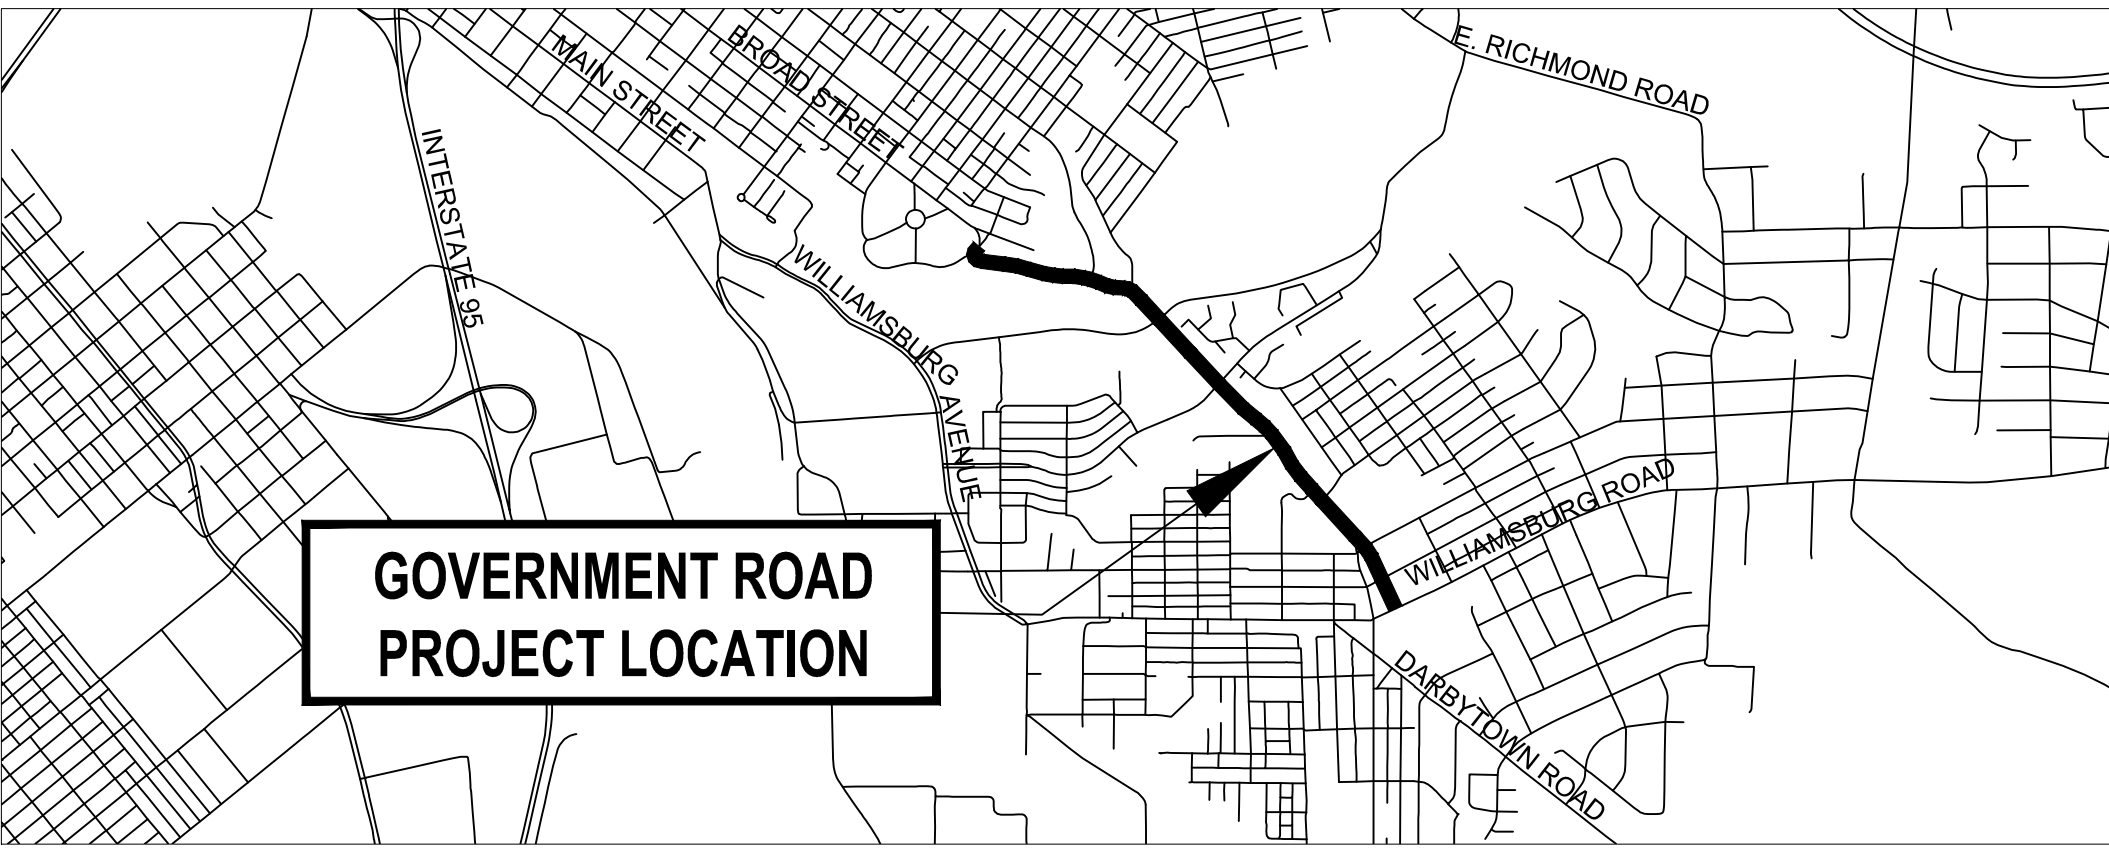 E. RICHMOND ROAD
BROAD STREET
MAIN STREET
INTERSTATE 95
WILLIAMSBURG AVENUE
WILLIAMSBURG ROAD
GOVERNMENT ROAD
PROJECT LOCATION
DARBYTOWN ROAD